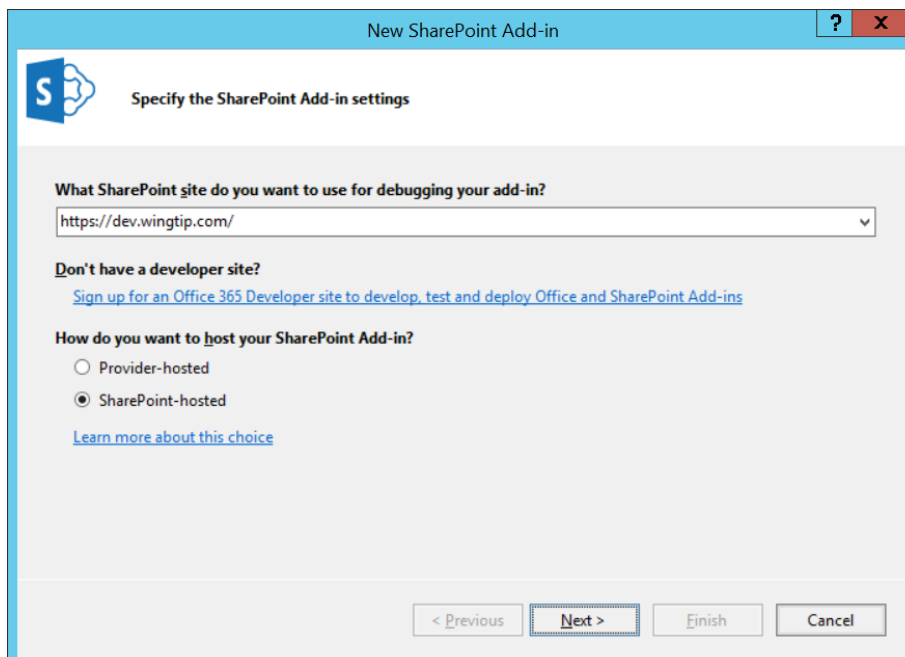 New SharePoint Add-in
? X
S
Specify the SharePoint Add-in settings
What SharePoint site do you want to use for debugging your add-in?
https://dev.wingtip.com/
Don't have a developer site?
Sign up for an Office 365 Developer site to develop, test and deploy Office and SharePoint Add-ins
How do you want to host your SharePoint Add-in?
Provider-hosted
SharePoint-hosted
Learn more about this choice
< Previous Next > Finish Cancel